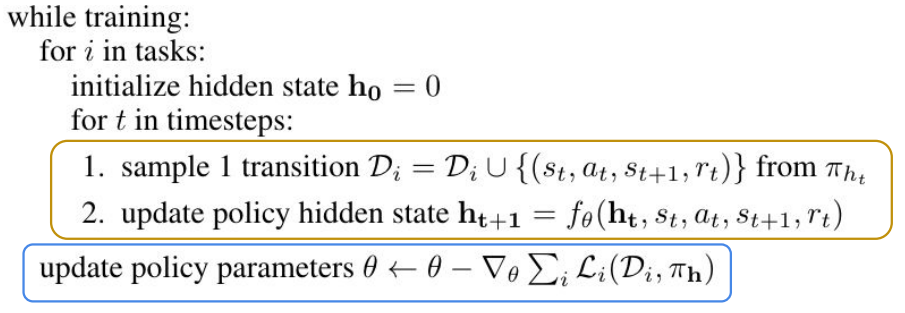 while training:
for i in tasks:
initialize hidden state h₀ = 0
for t in timesteps:
1. sample 1 transition 𝒟ᵢ = 𝒟ᵢ ∪ {(sₜ, aₜ, sₜ₊₁, rₜ)} from π_{hₜ}
2. update policy hidden state hₜ₊₁ = f_θ(hₜ, sₜ, aₜ, sₜ₊₁, rₜ)
update policy parameters θ ← θ − ∇_θ ∑ᵢ ℒᵢ(𝒟ᵢ, π_h)